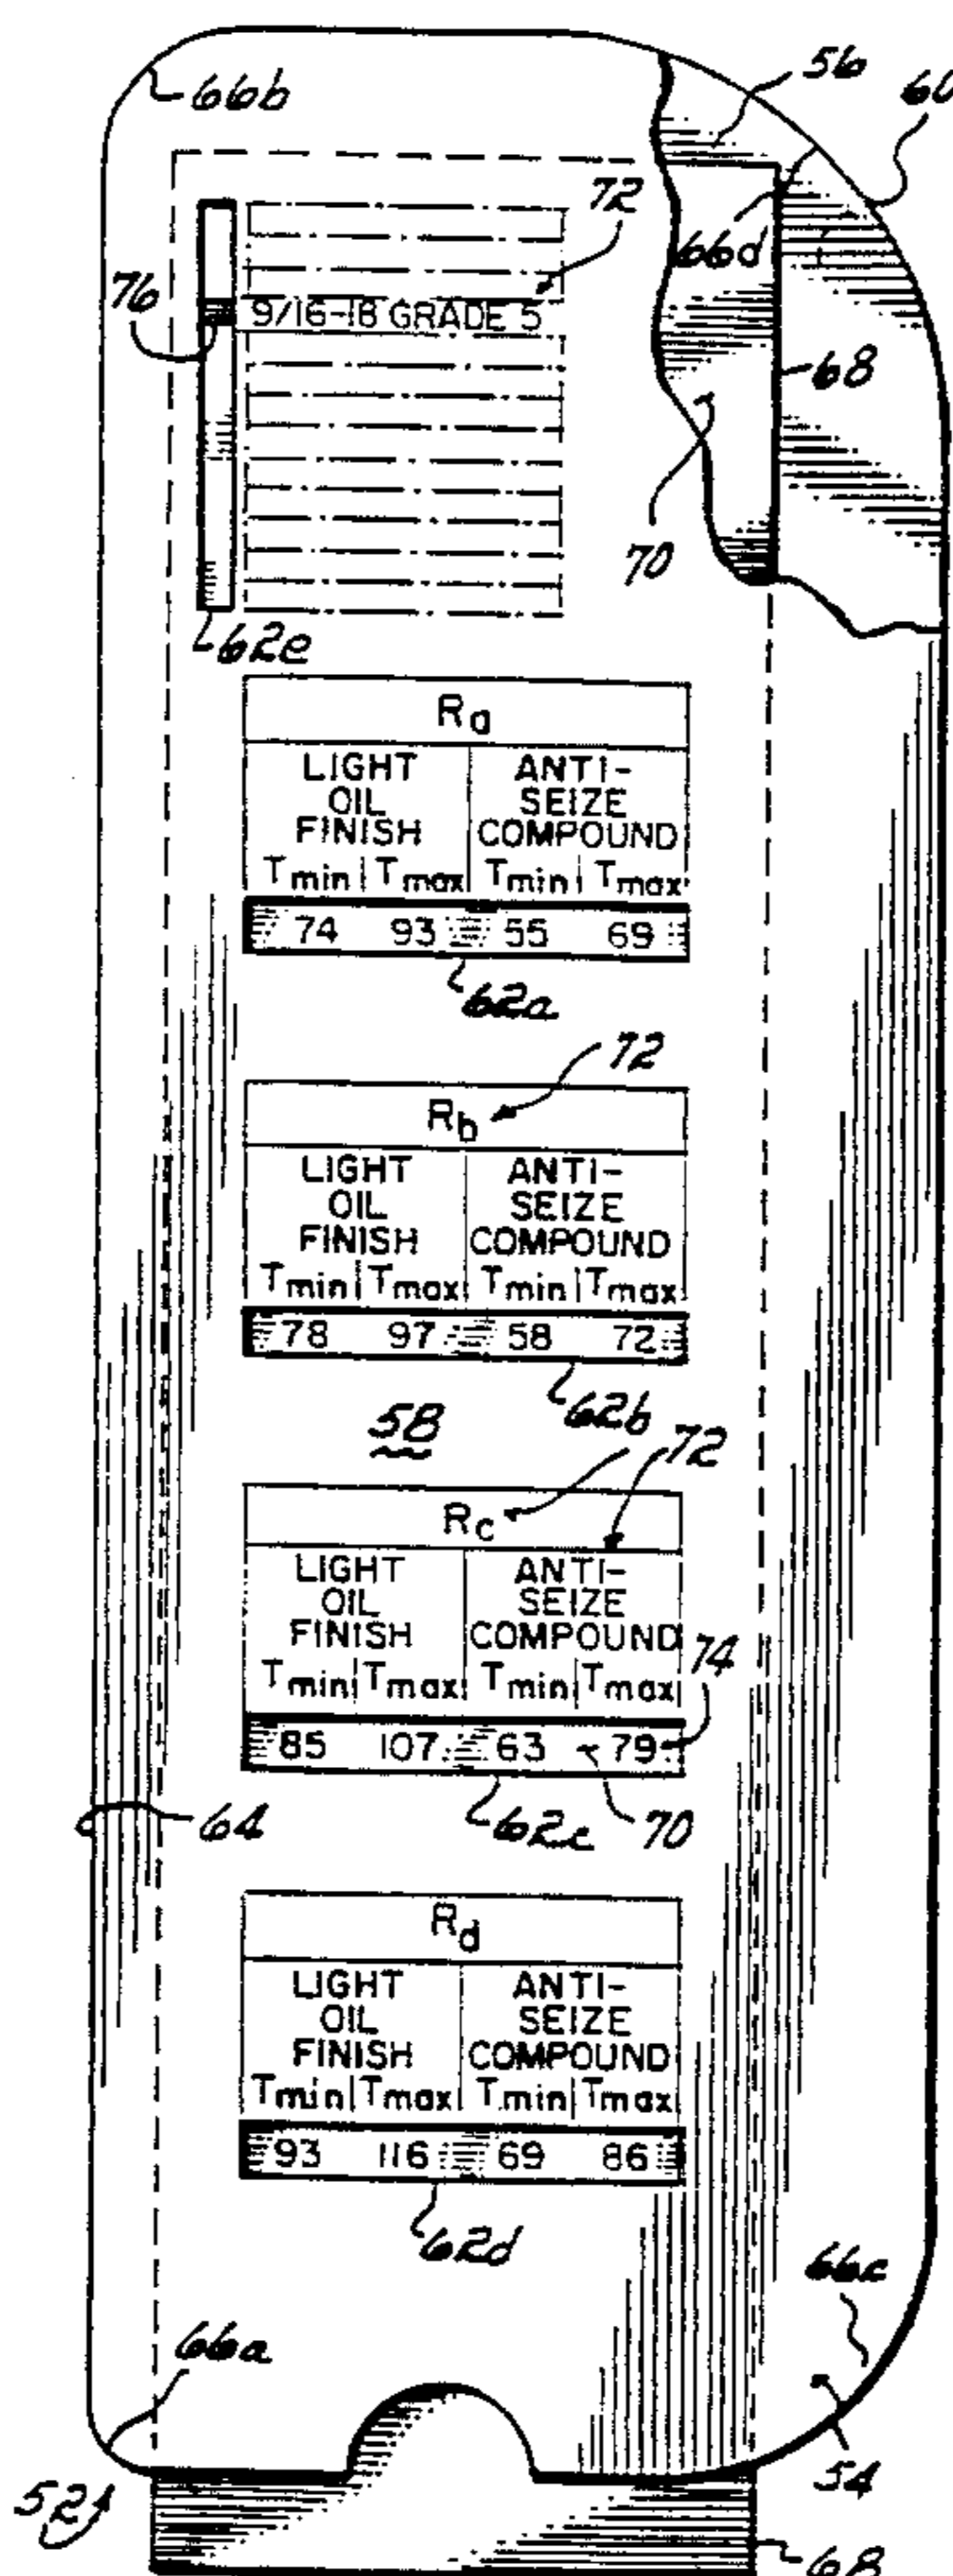 66b
56
60
72
66d
76
9/16-18 GRADE 5
68
70
62e
Ra
LIGHT OIL FINISH ANTI-SEIZE COMPOUND
Tmin Tmax Tmin Tmax
74 93 55 69
62a
72
Rb
LIGHT OIL FINISH ANTI-SEIZE COMPOUND
Tmin Tmax Tmin Tmax
78 97 58 72
62b
58
72
Rc
LIGHT OIL FINISH ANTI-SEIZE COMPOUND
Tmin Tmax Tmin Tmax
74
85 107 63 79
64
62c
70
Rd
LIGHT OIL FINISH ANTI-SEIZE COMPOUND
Tmin Tmax Tmin Tmax
93 116 69 86
62d
66c
66a
54
52
68